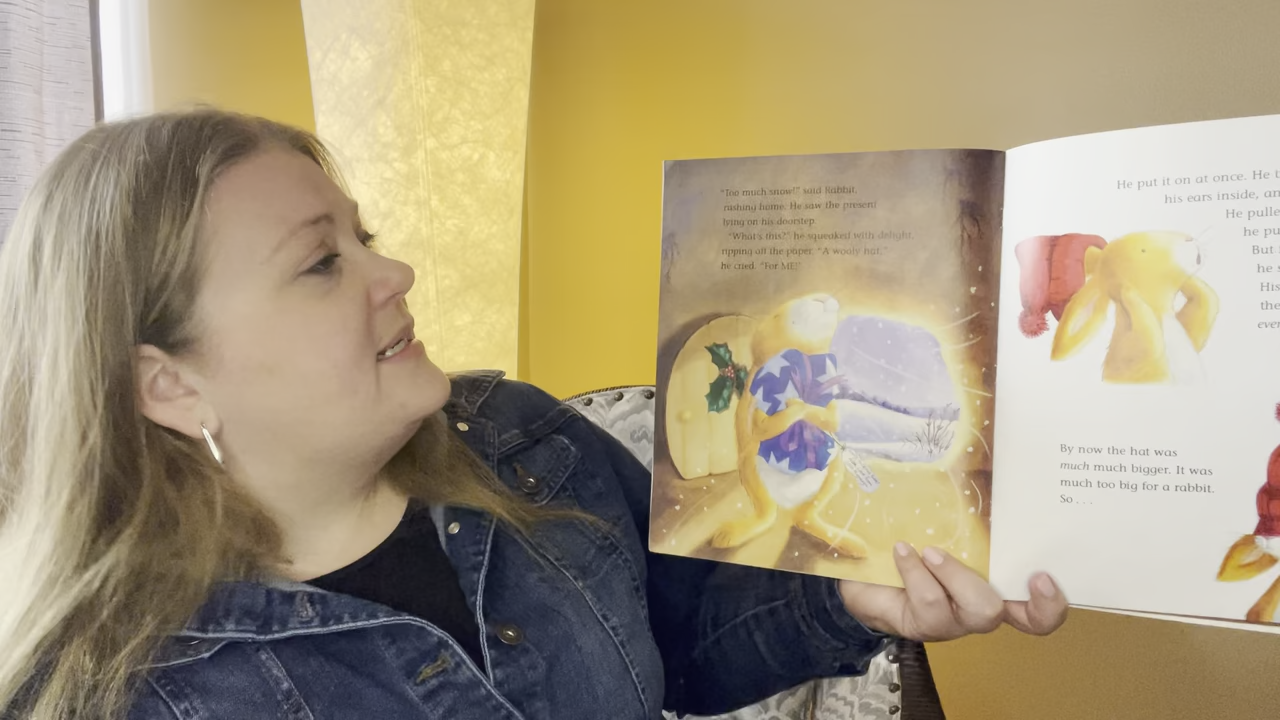 "Too much snow!" said Rabbit,
rushing home. He saw the present
lying on his doorstep.
"What's this?" he squeaked with delight,
ripping off the paper. "A wooly hat,"
he cried. "For ME!"
He put it on at once. He
his ears inside, an
He pulle
he pu
But
he s
His
the
ever
By now the hat was
much much bigger. It was
much too big for a rabbit.
So . . .